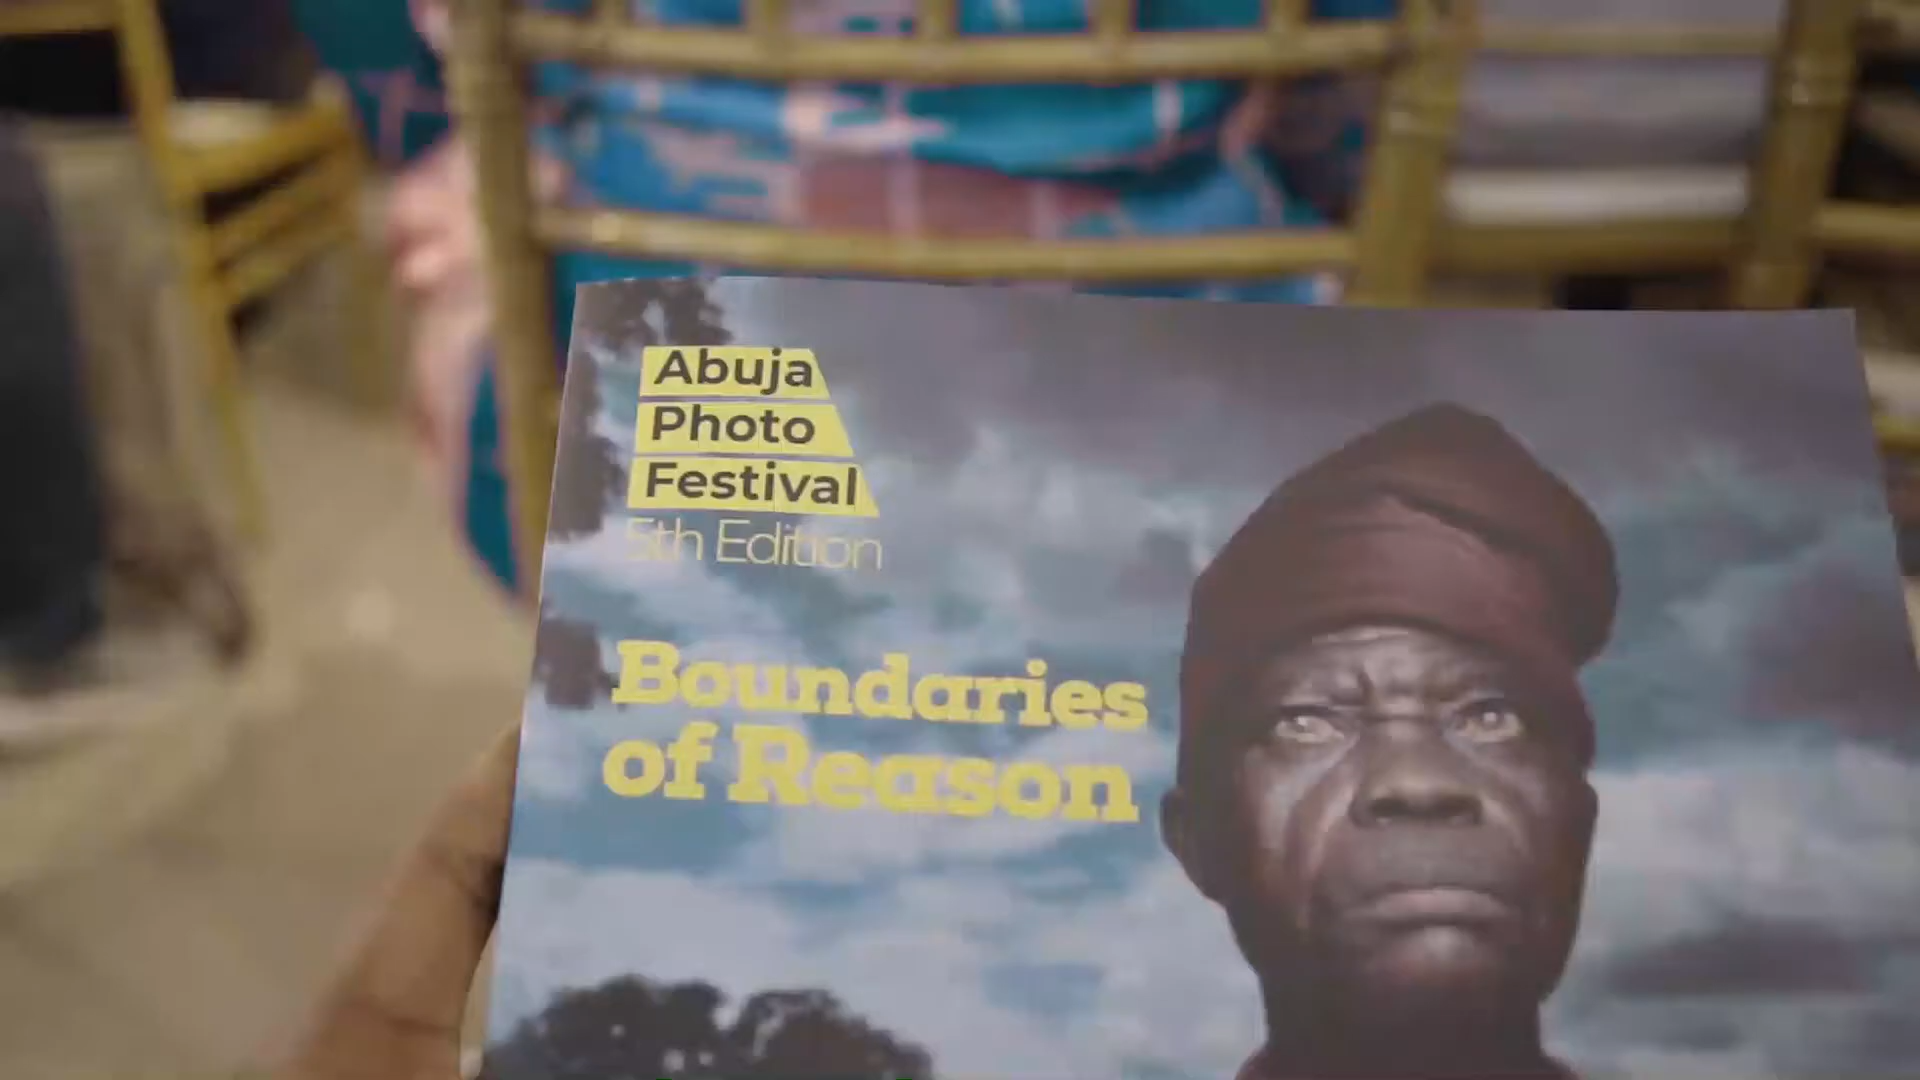 Abuja
Photo
Festival
5th Edition
Boundaries
of Reason